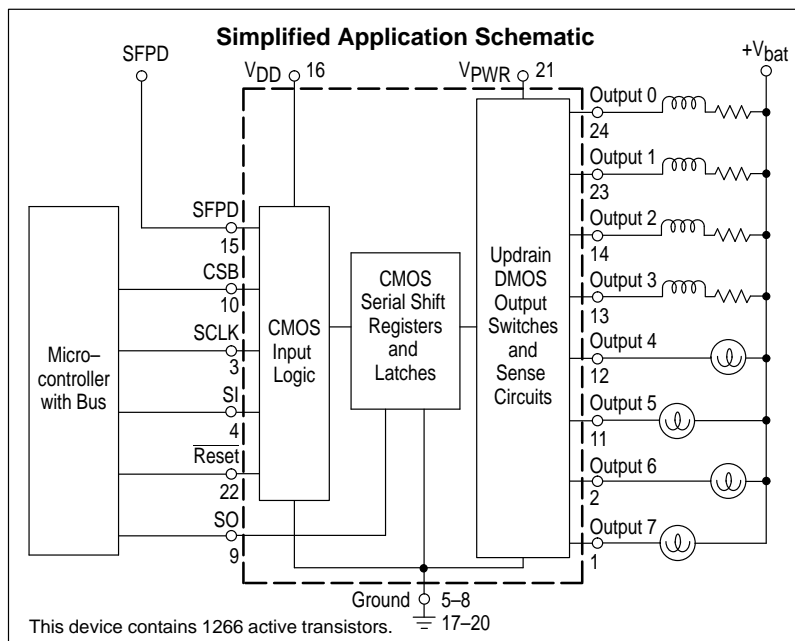 Simplified Application Schematic
SFPD
VDD
16
VPWR
21
+Vbat
Output 0
24
Output 1
23
Output 2
14
Output 3
13
Output 4
12
Output 5
11
Output 6
2
Output 7
1
SFPD
15
CSB
10
SCLK
3
SI
4
Reset
22
SO
9
Micro–
controller
with Bus
CMOS
Input
Logic
CMOS
Serial Shift
Registers
and
Latches
Updrain
DMOS
Output
Switches
and
Sense
Circuits
Ground
5–8
17–20
This device contains 1266 active transistors.